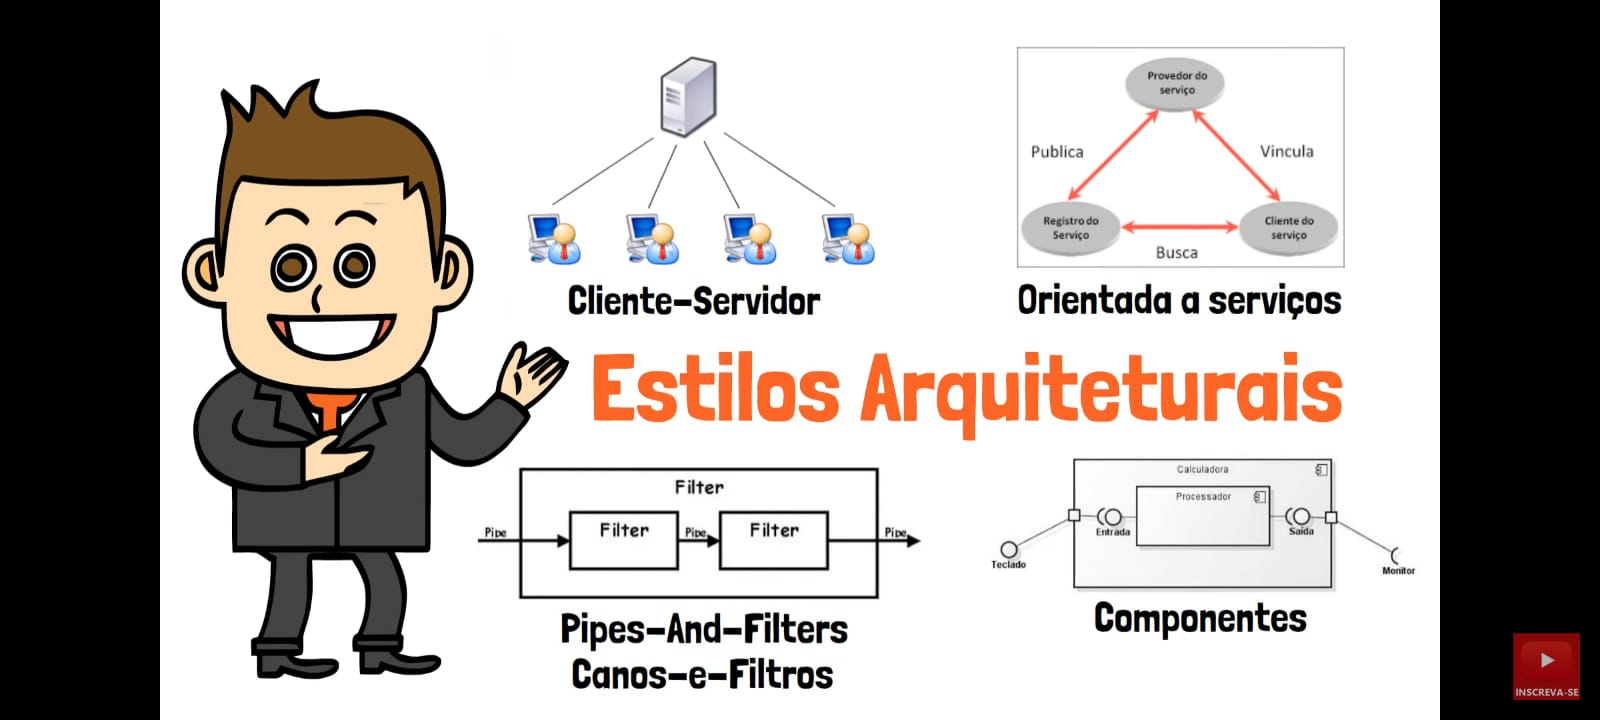 Provedor do
serviço
Publica
Vincula
Registro do
Serviço
Cliente do
serviço
Busca
Cliente-Servidor
Orientada a serviços
Estilos Arquiteturais
Filter
Pipe
Filter
Pipe
Filter
Pipe
Pipes-And-Filters
Canos-e-Filtros
Calculadora
Processador
Entrada
Saída
Teclado
Monitor
Componentes
INSCREVA-SE